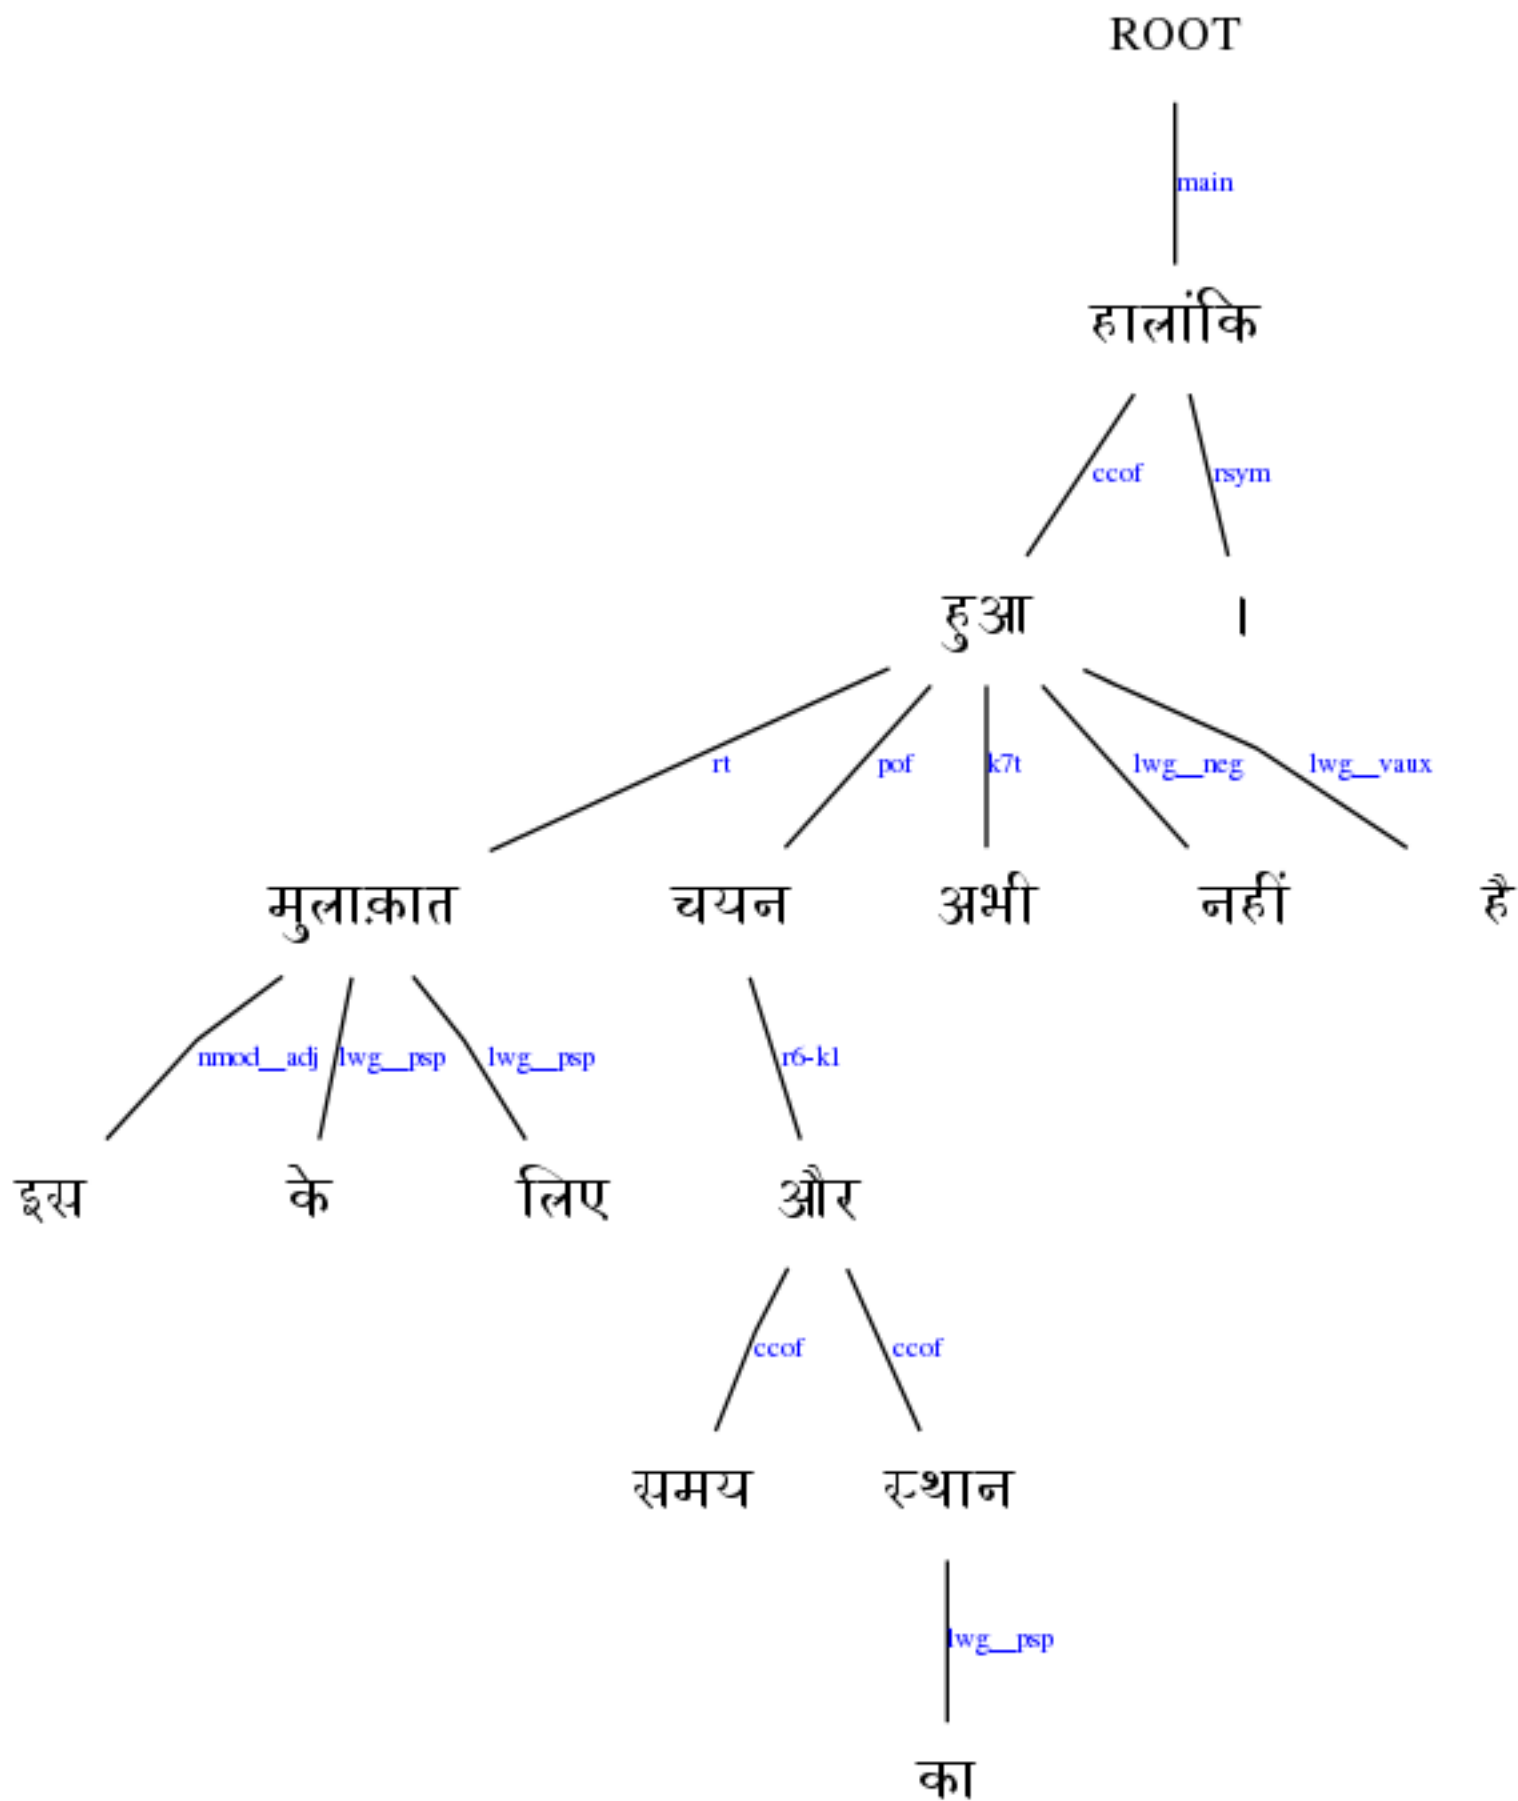 ROOT
main
हालांकि
ccof rsym
हुआ ।
rt pof k7t lwg__neg lwg__vaux
मुलाक़ात चयन अभी नहीं है
nmod__adj lwg__psp lwg__psp r6-k1
इस के लिए और
ccof ccof
समय स्थान
lwg__psp
का